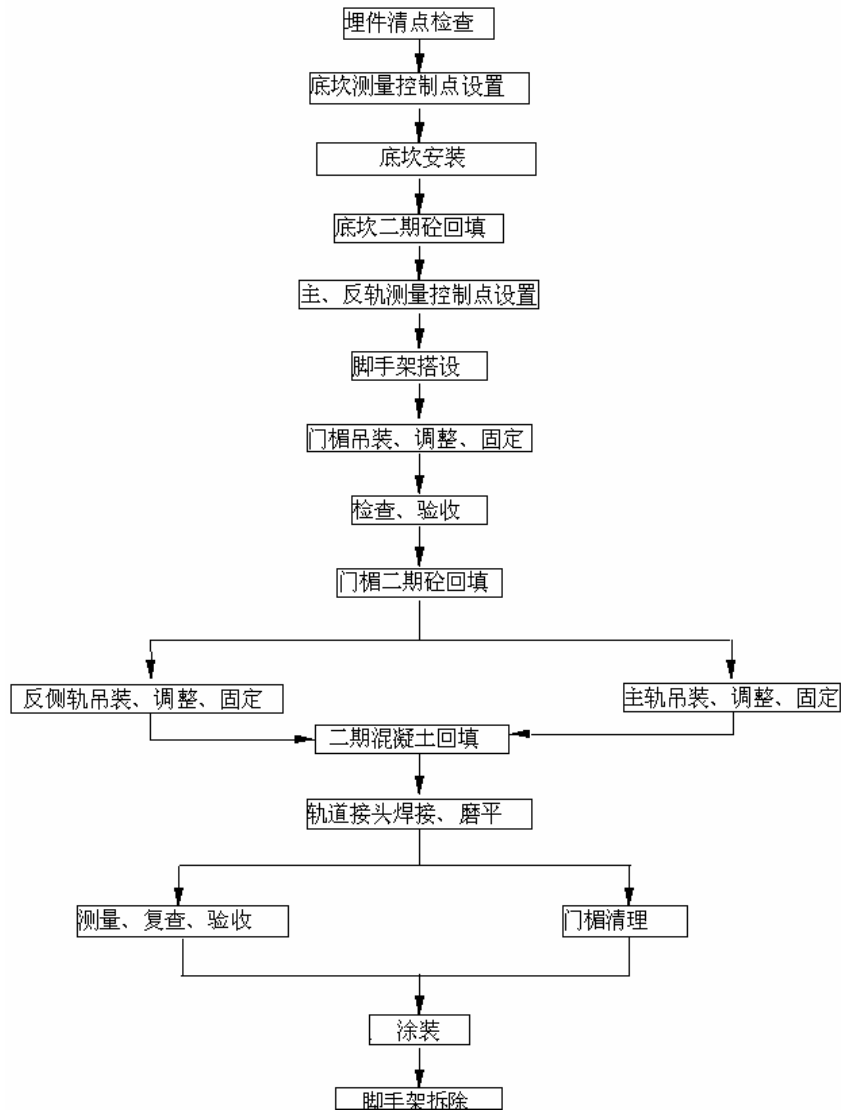 埋件清点检查
底坎测量控制点设置
底坎安装
底坎二期砼回填
主、反轨测量控制点设置
脚手架搭设
门楣吊装、调整、固定
检查、验收
门楣二期砼回填
反侧轨吊装、调整、固定
主轨吊装、调整、固定
二期混凝土回填
轨道接头焊接、磨平
测量、复查、验收
门楣清理
涂装
脚手架拆除